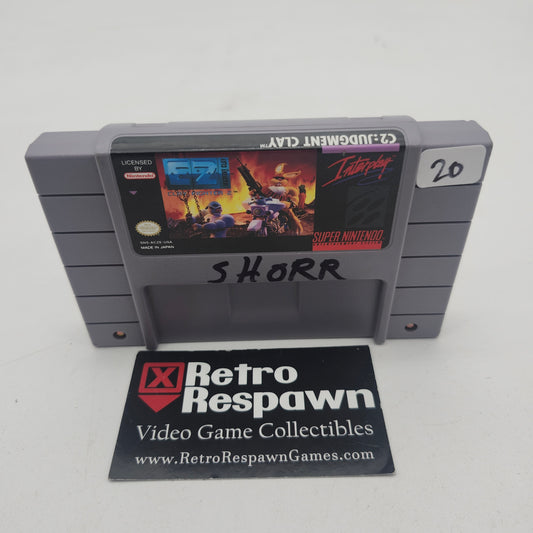 C2: JUDGMENT CLAY™
LICENSED BY
Nintendo
SNS-AC2E-USA
MADE IN JAPAN
Interplay
SUPER NINTENDO
20
SHORR
X Retro
Respawn
Video Game Collectibles
www.RetroRespawnGames.com